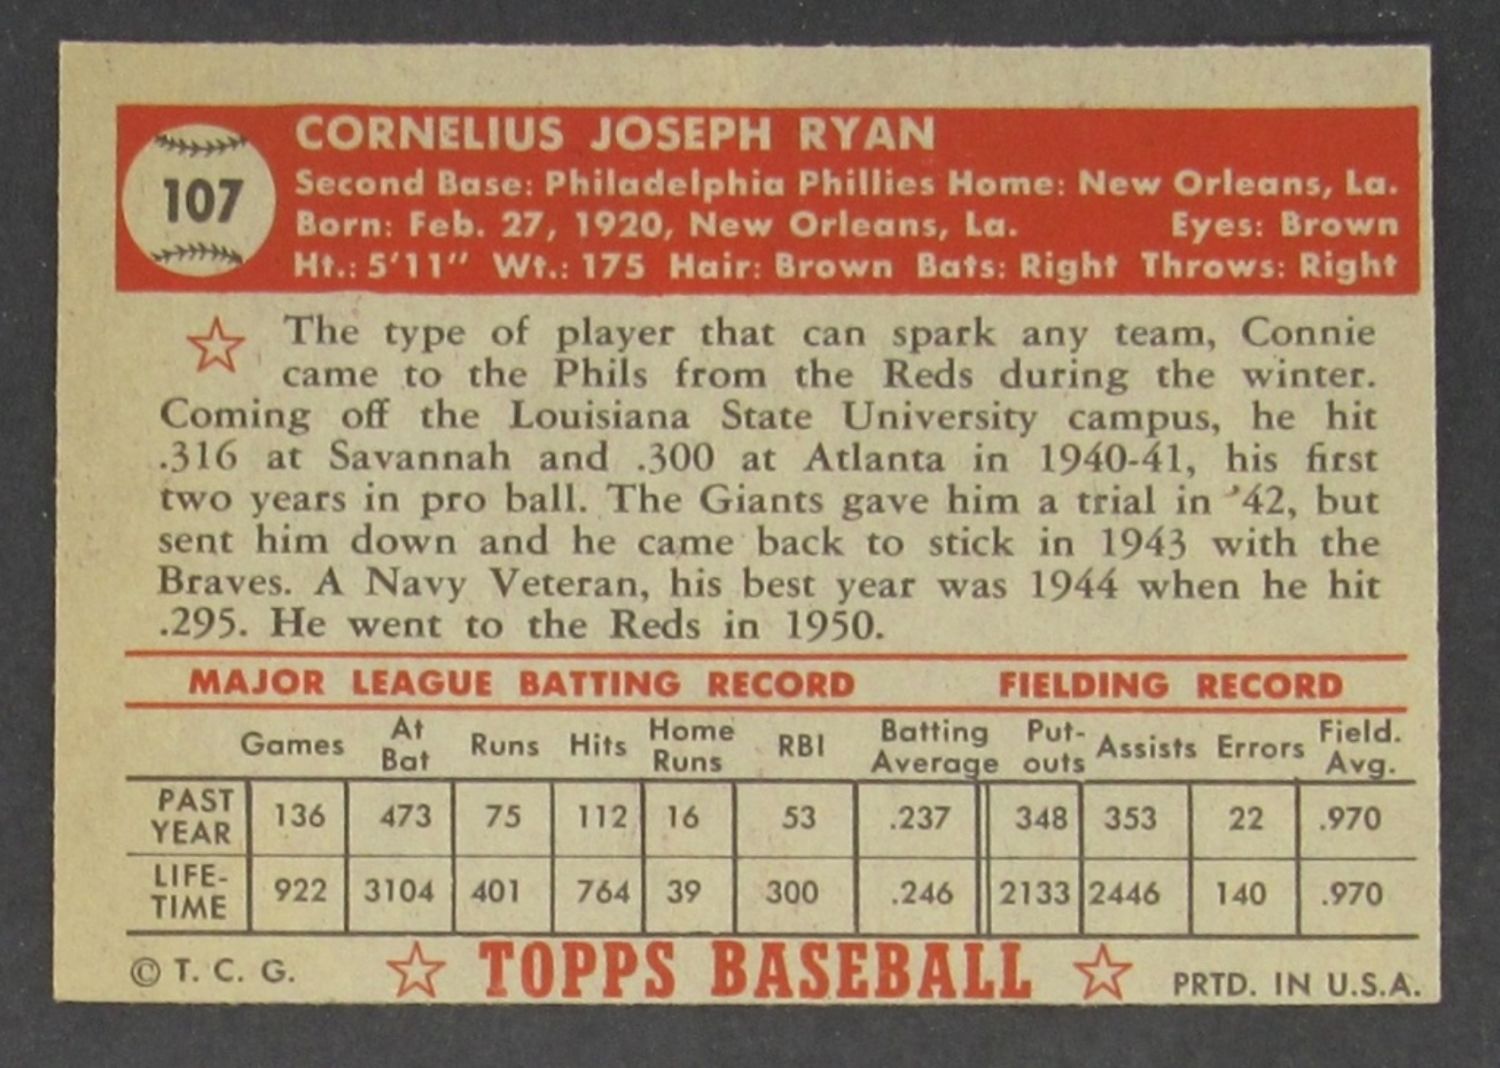 107
CORNELIUS JOSEPH RYAN
Second Base: Philadelphia Phillies Home: New Orleans, La.
Born: Feb. 27, 1920, New Orleans, La. Eyes: Brown
Ht.: 5'11" Wt.: 175 Hair: Brown Bats: Right Throws: Right
The type of player that can spark any team, Connie
came to the Phils from the Reds during the winter.
Coming off the Louisiana State University campus, he hit
.316 at Savannah and .300 at Atlanta in 1940-41, his first
two years in pro ball. The Giants gave him a trial in '42, but
sent him down and he came back to stick in 1943 with the
Braves. A Navy Veteran, his best year was 1944 when he hit
.295. He went to the Reds in 1950.
MAJOR LEAGUE BATTING RECORD FIELDING RECORD
Games At Bat Runs Hits Home Runs RBI Batting Average Put-outs Assists Errors Field. Avg.
PAST YEAR 136 473 75 112 16 53 .237 348 353 22 .970
LIFE-TIME 922 3104 401 764 39 300 .246 2133 2446 140 .970
© T. C. G. TOPPS BASEBALL PRTD. IN U.S.A.